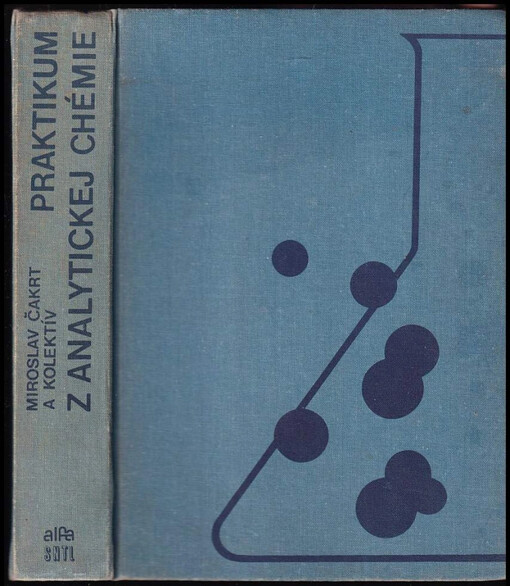 MIROSLAV ČAKRT
A KOLEKTÍV
PRAKTIKUM
Z ANALYTICKEJ CHÉMIE
alfa
SNTL